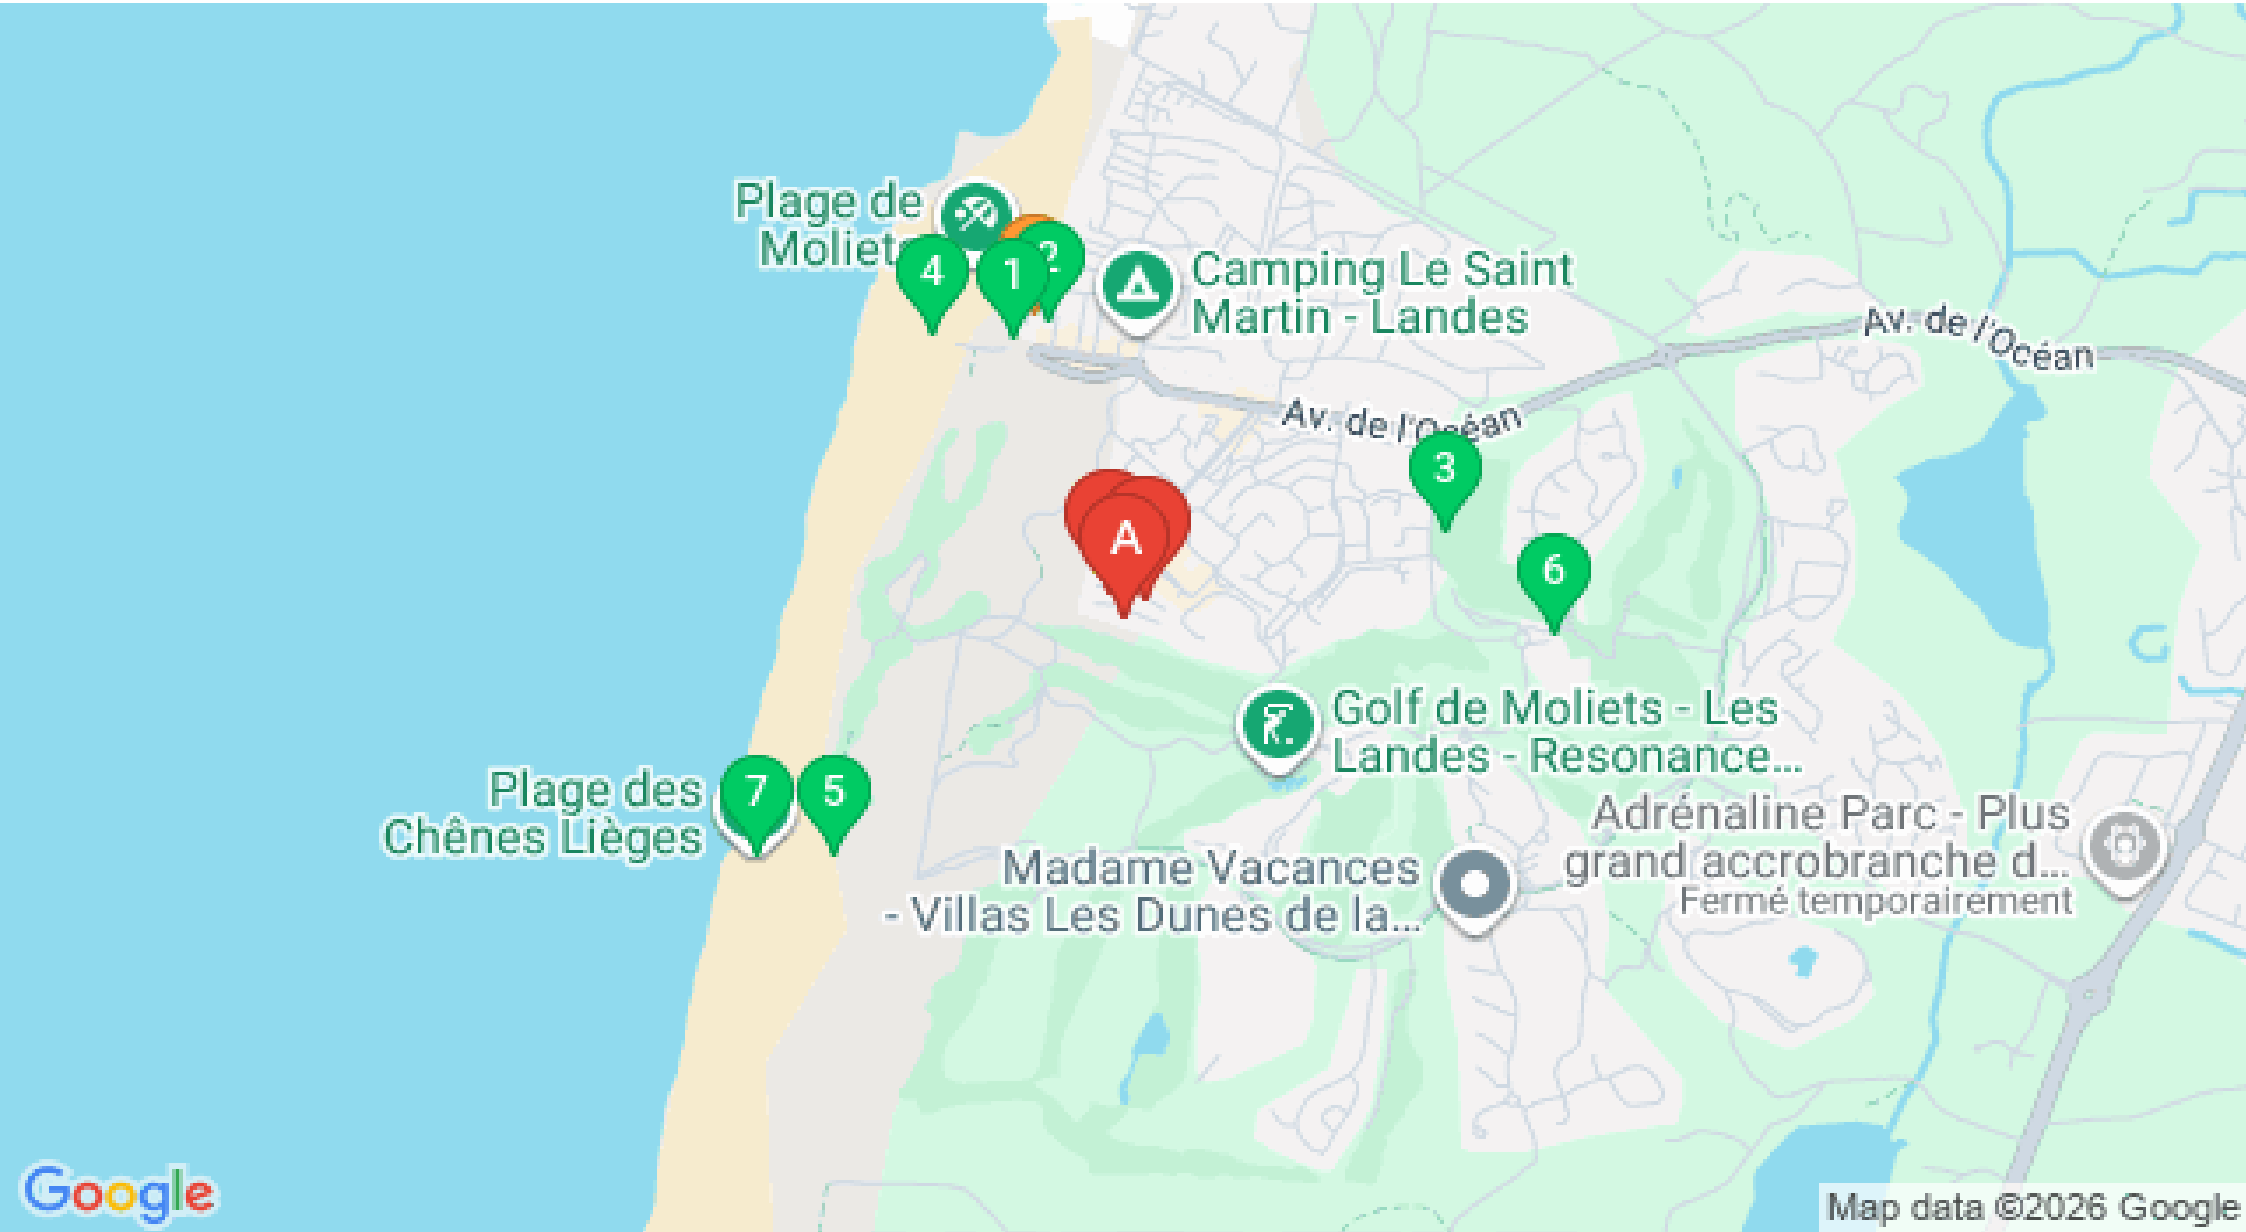 Plage de
Moliets
4
1
2
Camping Le Saint
Martin - Landes
Av. de l'Océan
Av. de l'Océan
3
A
6
Golf de Moliets - Les
Landes - Resonance...
Plage des
Chênes Lièges
7
5
Adrénaline Parc - Plus
grand accrobranche d...
Fermé temporairement
Madame Vacances
- Villas Les Dunes de la...
Google
Map data ©2026 Google